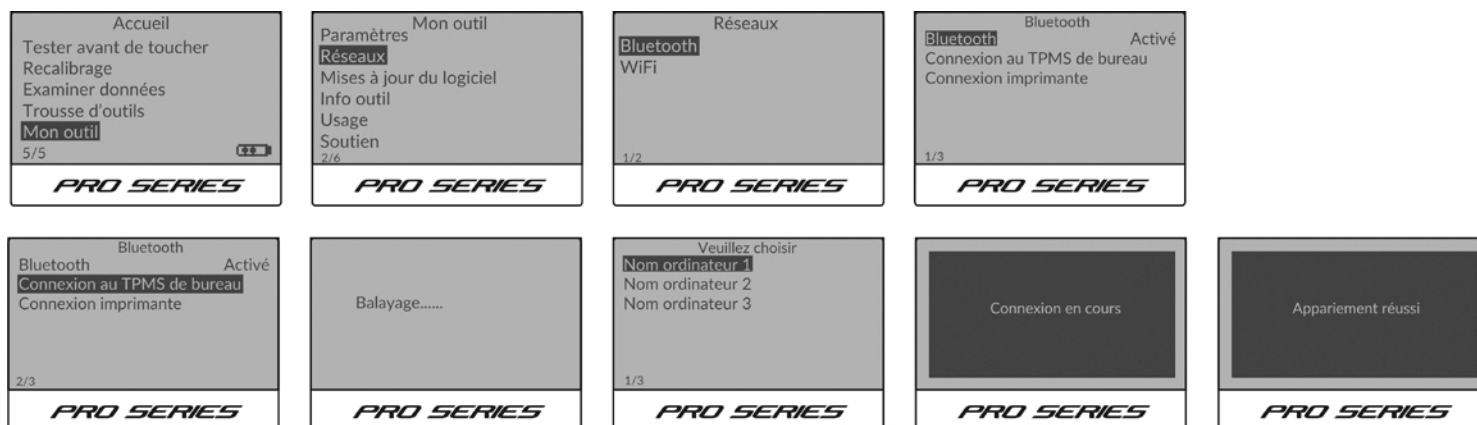 Accueil
Tester avant de toucher
Recalibrage
Examiner données
Trousse d'outils
Mon outil
5/5
PRO SERIES
Mon outil
Paramètres
Réseaux
Mises à jour du logiciel
Info outil
Usage
Soutien
2/6
PRO SERIES
Réseaux
Bluetooth
WiFi
1/2
PRO SERIES
Bluetooth
Bluetooth Activé
Connexion au TPMS de bureau
Connexion imprimante
1/3
PRO SERIES
Bluetooth
Bluetooth Activé
Connexion au TPMS de bureau
Connexion imprimante
2/3
PRO SERIES
Balayage......
PRO SERIES
Veuillez choisir
Nom ordinateur 1
Nom ordinateur 2
Nom ordinateur 3
1/3
PRO SERIES
Connexion en cours
PRO SERIES
Appariement réussi
PRO SERIES